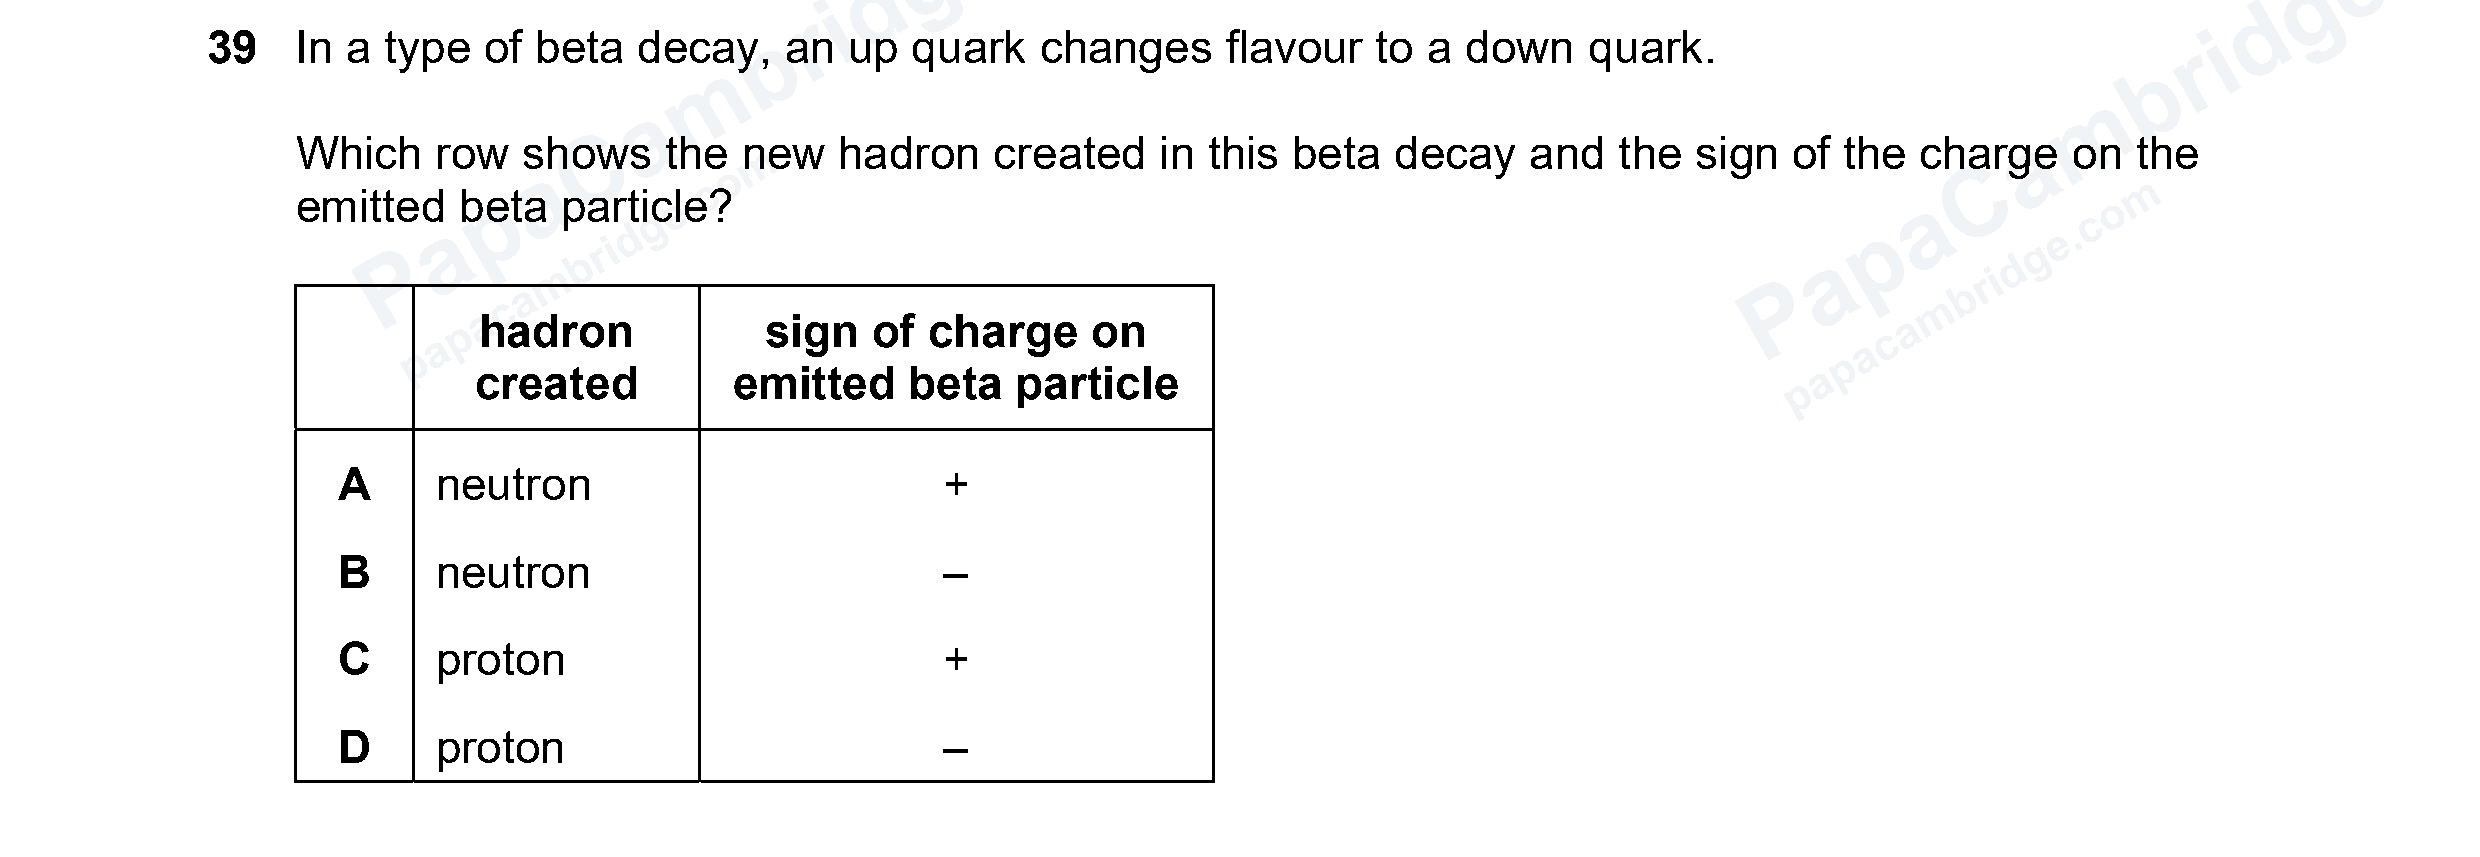 39 In a type of beta decay, an up quark changes flavour to a down quark.
Which row shows the new hadron created in this beta decay and the sign of the charge on the
emitted beta particle?
hadron created | sign of charge on emitted beta particle
A neutron +
B neutron –
C proton +
D proton –
PapaCambridge
papacambridge.com
PapaCambridge
papacambridge.com